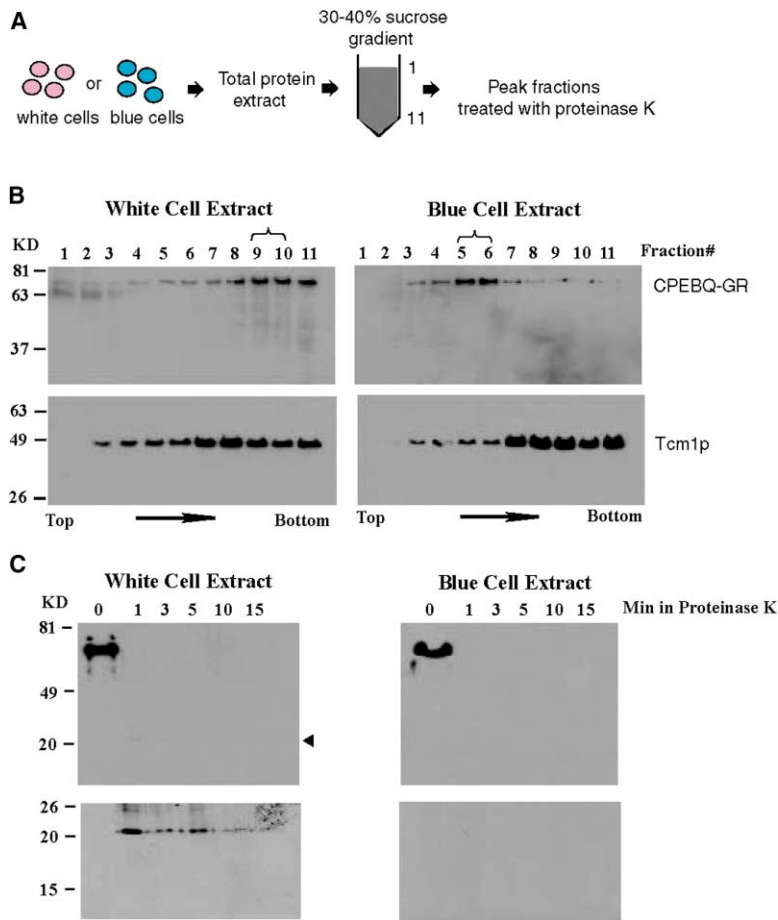 A
30-40% sucrose
gradient
1
11
or
white cells blue cells
Total protein
extract
Peak fractions
treated with proteinase K
B
White Cell Extract
Blue Cell Extract
KD
1 2 3 4 5 6 7 8 9 10 11
1 2 3 4 5 6 7 8 9 10 11
Fraction#
81
63
37
CPEBQ-GR
63
49
26
Tcm1p
Top Bottom
Top Bottom
C
White Cell Extract
Blue Cell Extract
KD
0 1 3 5 10 15
0 1 3 5 10 15
Min in Proteinase K
81
49
20
26
20
15